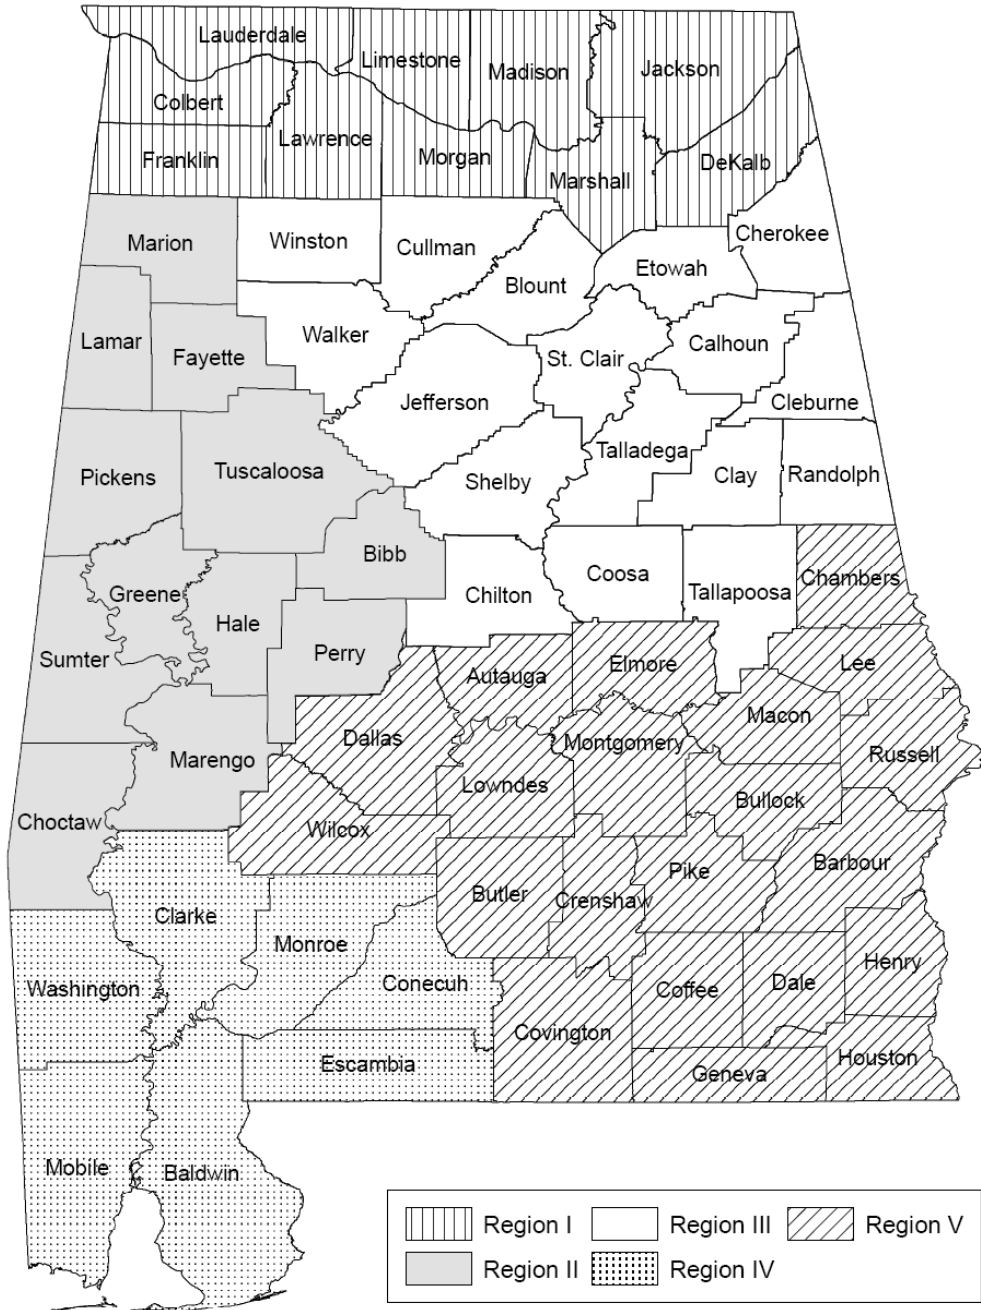 Lauderdale
Limestone
Madison
Jackson
Colbert
Lawrence
Franklin
Morgan
DeKalb
Marshall
Cherokee
Marion
Winston
Cullman
Etowah
Blount
Lamar
Walker
Fayette
St. Clair
Calhoun
Jefferson
Cleburne
Talladega
Pickens
Tuscaloosa
Shelby
Clay
Randolph
Bibb
Coosa
Chambers
Greene
Chilton
Tallapoosa
Hale
Sumter
Perry
Autauga
Elmore
Lee
Macon
Dallas
Montgomery
Marengo
Russell
Lowndes
Bullock
Choctaw
Wilcox
Barbour
Pike
Butler
Crenshaw
Clarke
Monroe
Henry
Washington
Conecuh
Coffee
Dale
Covington
Escambia
Geneva
Houston
Mobile
Baldwin
Region I
Region III
Region V
Region II
Region IV